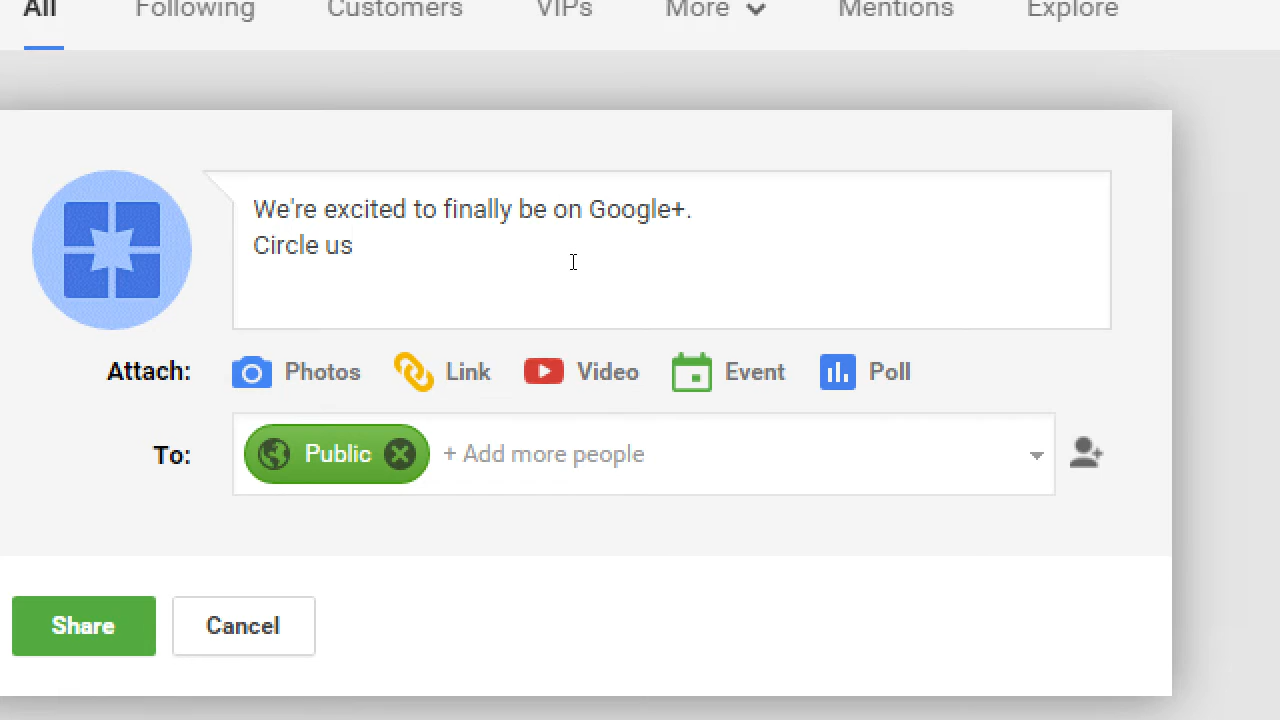 All Following Customers VIPs More Mentions Explore
We're excited to finally be on Google+.
Circle us
Attach: Photos Link Video Event Poll
To: Public + Add more people
Share Cancel